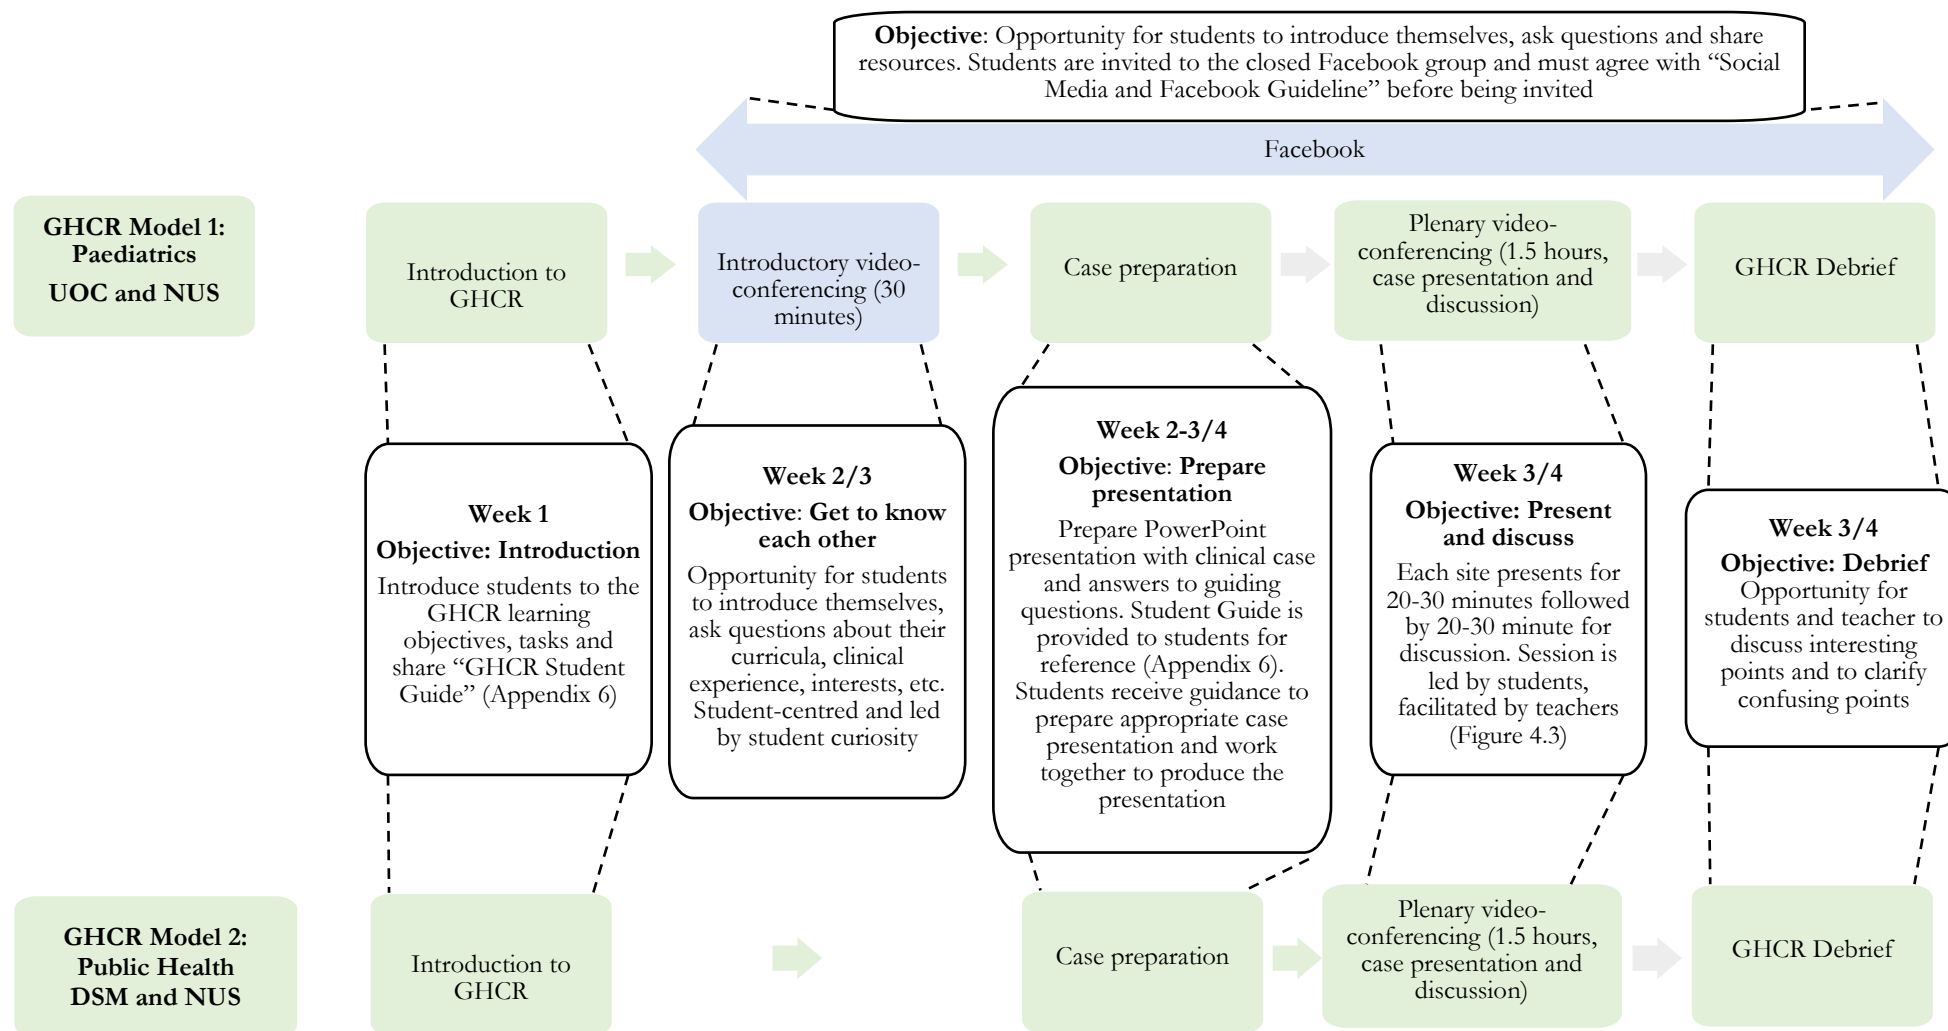 Objective: Opportunity for students to introduce themselves, ask questions and share
resources. Students are invited to the closed Facebook group and must agree with “Social
Media and Facebook Guideline” before being invited
Facebook
GHCR Model 1:
Paediatrics
UOC and NUS
Introduction to
GHCR
Introductory video-
conferencing (30
minutes)
Case preparation
Plenary video-
conferencing (1.5 hours,
case presentation and
discussion)
GHCR Debrief
Week 1
Objective: Introduction
Introduce students to the
GHCR learning
objectives, tasks and
share “GHCR Student
Guide” (Appendix 6)
Week 2/3
Objective: Get to know
each other
Opportunity for students
to introduce themselves,
ask questions about their
curricula, clinical
experience, interests, etc.
Student-centred and led
by student curiosity
Week 2-3/4
Objective: Prepare
presentation
Prepare PowerPoint
presentation with clinical case
and answers to guiding
questions. Student Guide is
provided to students for
reference (Appendix 6).
Students receive guidance to
prepare appropriate case
presentation and work
together to produce the
presentation
Week 3/4
Objective: Present
and discuss
Each site presents for
20-30 minutes followed
by 20-30 minute for
discussion. Session is
led by students,
facilitated by teachers
(Figure 4.3)
Week 3/4
Objective: Debrief
Opportunity for
students and teacher to
discuss interesting
points and to clarify
confusing points
GHCR Model 2:
Public Health
DSM and NUS
Introduction to
GHCR
Case preparation
Plenary video-
conferencing (1.5 hours,
case presentation and
discussion)
GHCR Debrief